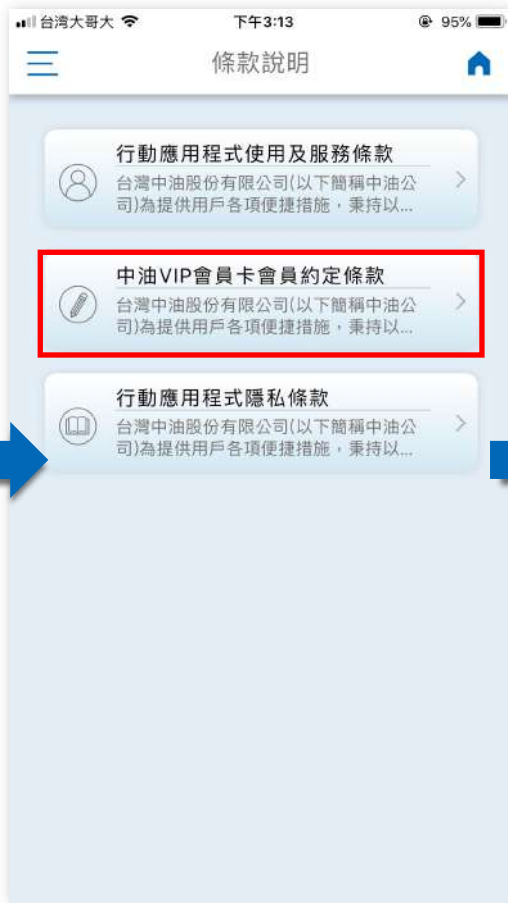 台湾大哥大 下午3:13 95%
條款說明
行動應用程式使用及服務條款
台灣中油股份有限公司(以下簡稱中油公
司)為提供用戶各項便捷措施，秉持以...
中油VIP會員卡會員約定條款
台灣中油股份有限公司(以下簡稱中油公
司)為提供用戶各項便捷措施，秉持以...
行動應用程式隱私條款
台灣中油股份有限公司(以下簡稱中油公
司)為提供用戶各項便捷措施，秉持以...